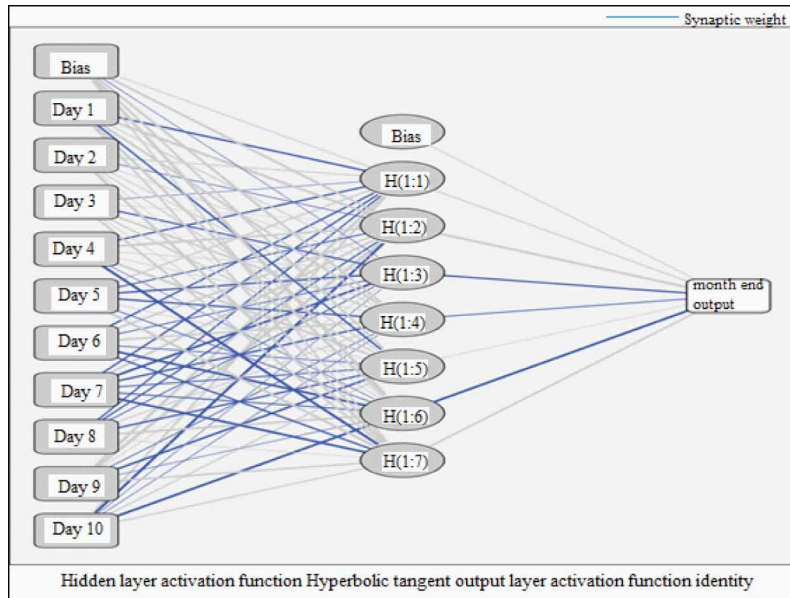 Synaptic weight
Bias
Day 1
Day 2
Day 3
Day 4
Day 5
Day 6
Day 7
Day 8
Day 9
Day 10
Bias
H(1:1)
H(1:2)
H(1:3)
H(1:4)
H(1:5)
H(1:6)
H(1:7)
month end
output
Hidden layer activation function Hyperbolic tangent output layer activation function identity